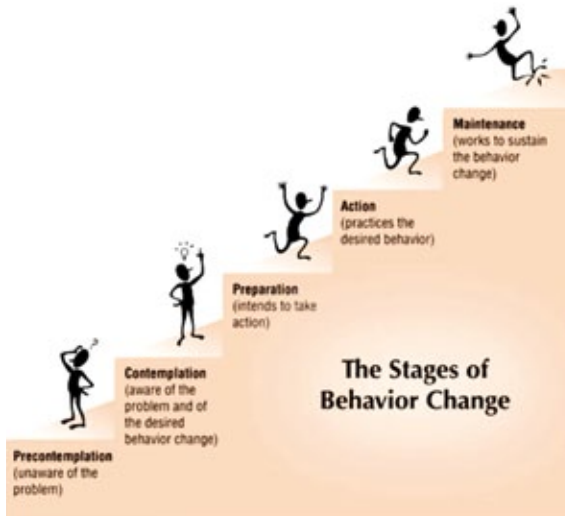 Maintenance
(works to sustain
the behavior
change)
Action
(practices the
desired behavior)
Preparation
(intends to take
action)
Contemplation
(aware of the
problem and of
the desired
behavior change)
Precontemplation
(unaware of the
problem)
The Stages of
Behavior Change
?